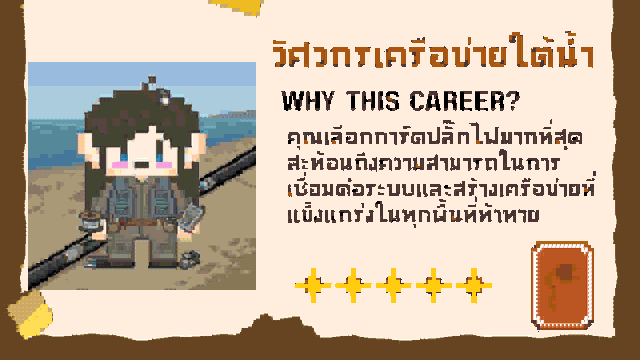 วิศวกรเครือข่ายใต้น้ำ
WHY THIS CAREER?
คุณเลือกการ์ดปลั๊กไฟมากที่สุด
สะท้อนถึงความสามารถในการ
เชื่อมต่อระบบและสร้างเครือข่ายที่
แข็งแกร่งในทุกพื้นที่ท้าทาย